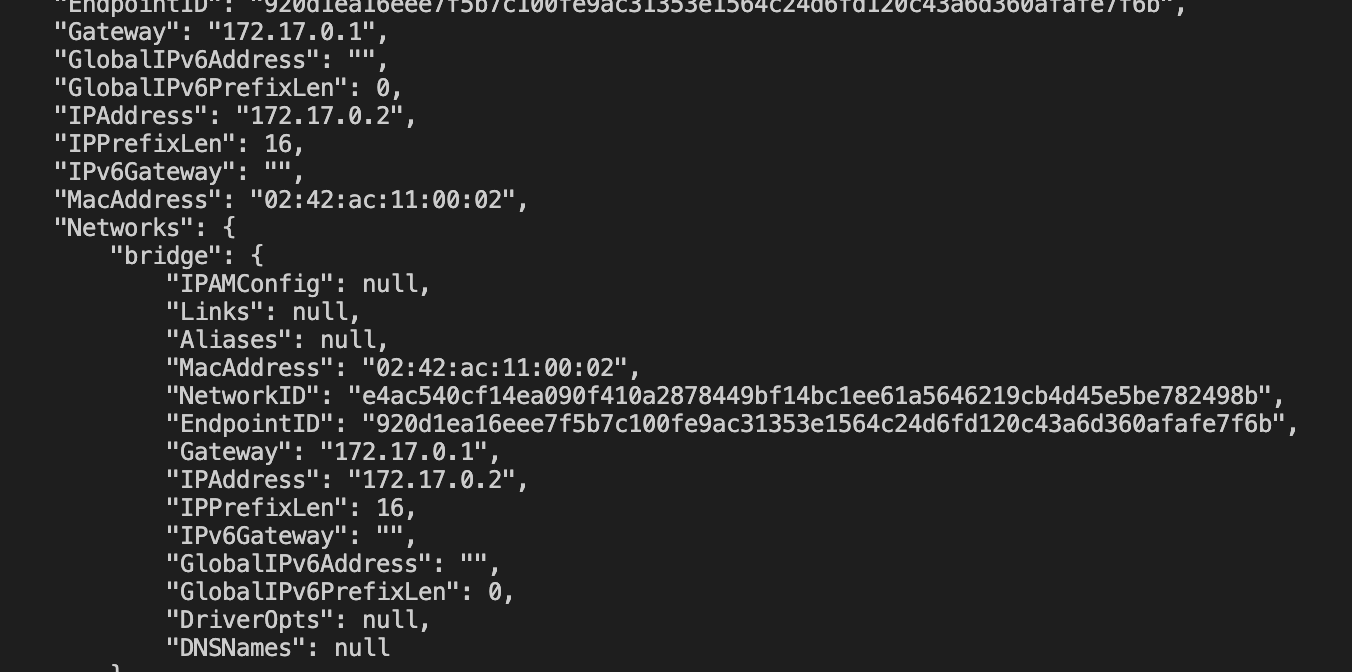 "EndpointID": "920d1ea16eee7f5b7c100fe9ac31353e1564c24d6fd120c43a6d360afafe7f6b",
"Gateway": "172.17.0.1",
"GlobalIPv6Address": "",
"GlobalIPv6PrefixLen": 0,
"IPAddress": "172.17.0.2",
"IPPrefixLen": 16,
"IPv6Gateway": "",
"MacAddress": "02:42:ac:11:00:02",
"Networks": {
    "bridge": {
        "IPAMConfig": null,
        "Links": null,
        "Aliases": null,
        "MacAddress": "02:42:ac:11:00:02",
        "NetworkID": "e4ac540cf14ea090f410a2878449bf14bc1ee61a5646219cb4d45e5be782498b",
        "EndpointID": "920d1ea16eee7f5b7c100fe9ac31353e1564c24d6fd120c43a6d360afafe7f6b",
        "Gateway": "172.17.0.1",
        "IPAddress": "172.17.0.2",
        "IPPrefixLen": 16,
        "IPv6Gateway": "",
        "GlobalIPv6Address": "",
        "GlobalIPv6PrefixLen": 0,
        "DriverOpts": null,
        "DNSNames": null
    }